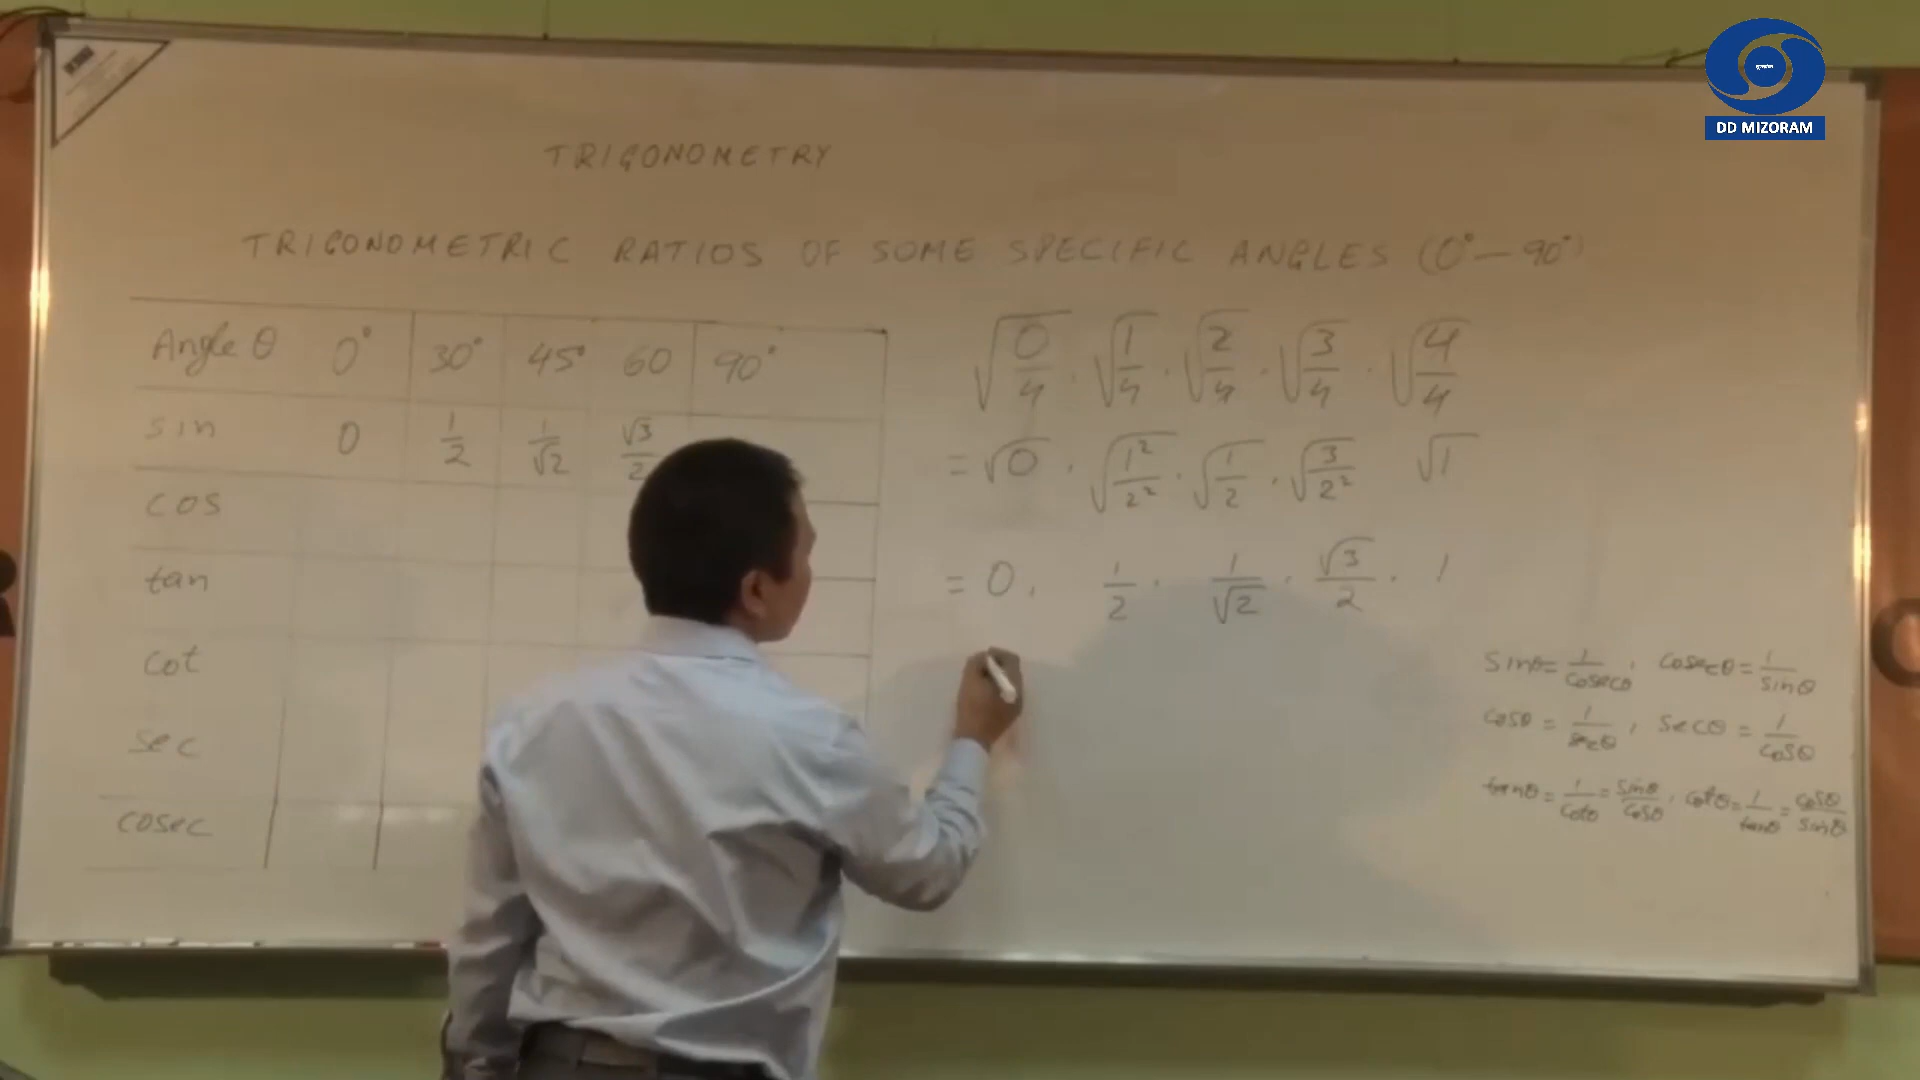 DD MIZORAM
TRIGONOMETRY
TRIGONOMETRIC RATIOS OF SOME SPECIFIC ANGLES (0° — 90°)
Angle θ 0° 30° 45° 60 90°
sin 0 1/2 1/√2 √3/2
cos
tan
cot
sec
cosec
√(0/4) . √(1/4) . √(2/4) . √(3/4) . √(4/4)
= √0 . √(1²/2²) . √(1/2) . √(3/2²) √1
= 0 . 1/2 . 1/√2 . √3/2 . 1
sinθ = 1/cosecθ , cosecθ = 1/sinθ
cosθ = 1/secθ , secθ = 1/cosθ
tanθ = 1/cotθ = sinθ/cosθ , cotθ = 1/tanθ = cosθ/sinθ